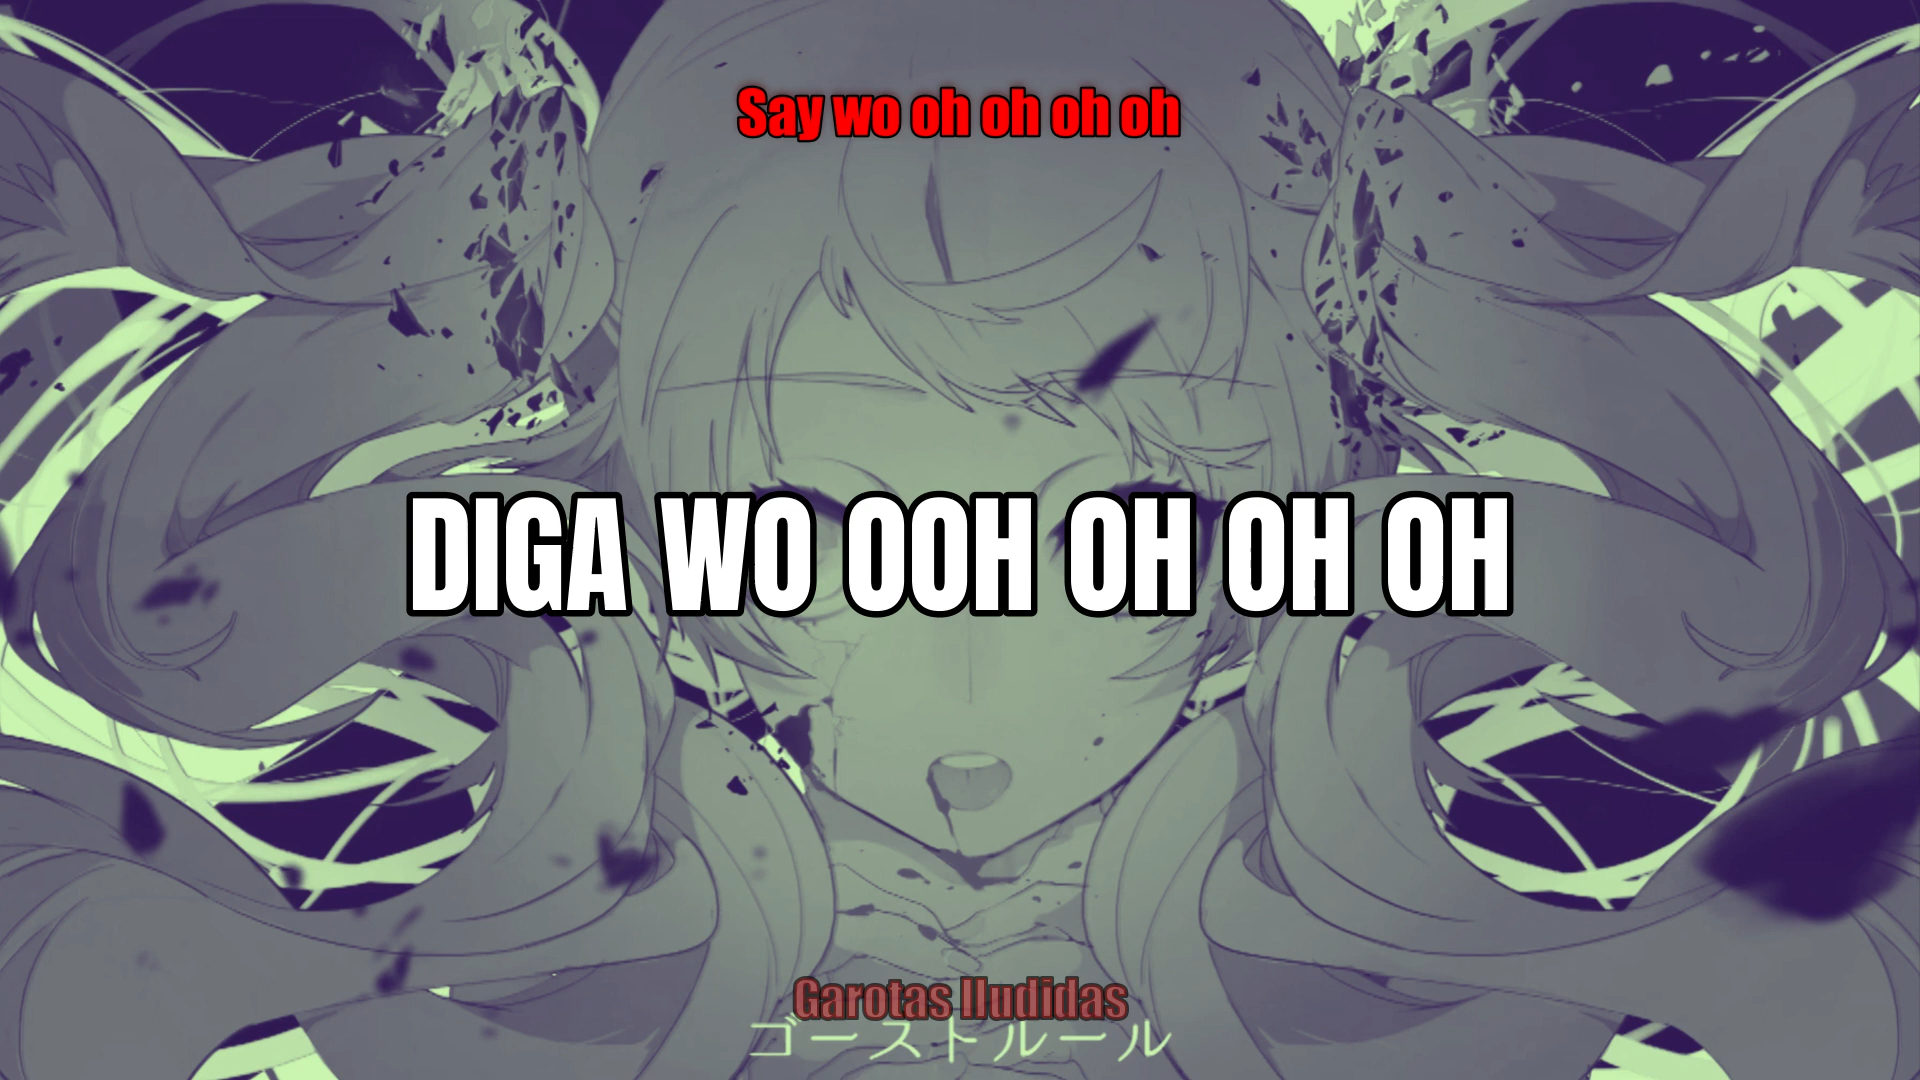 Say wo oh oh oh oh
DIGA WO OOH OH OH OH
Garotas Iludidas
ゴーストルール